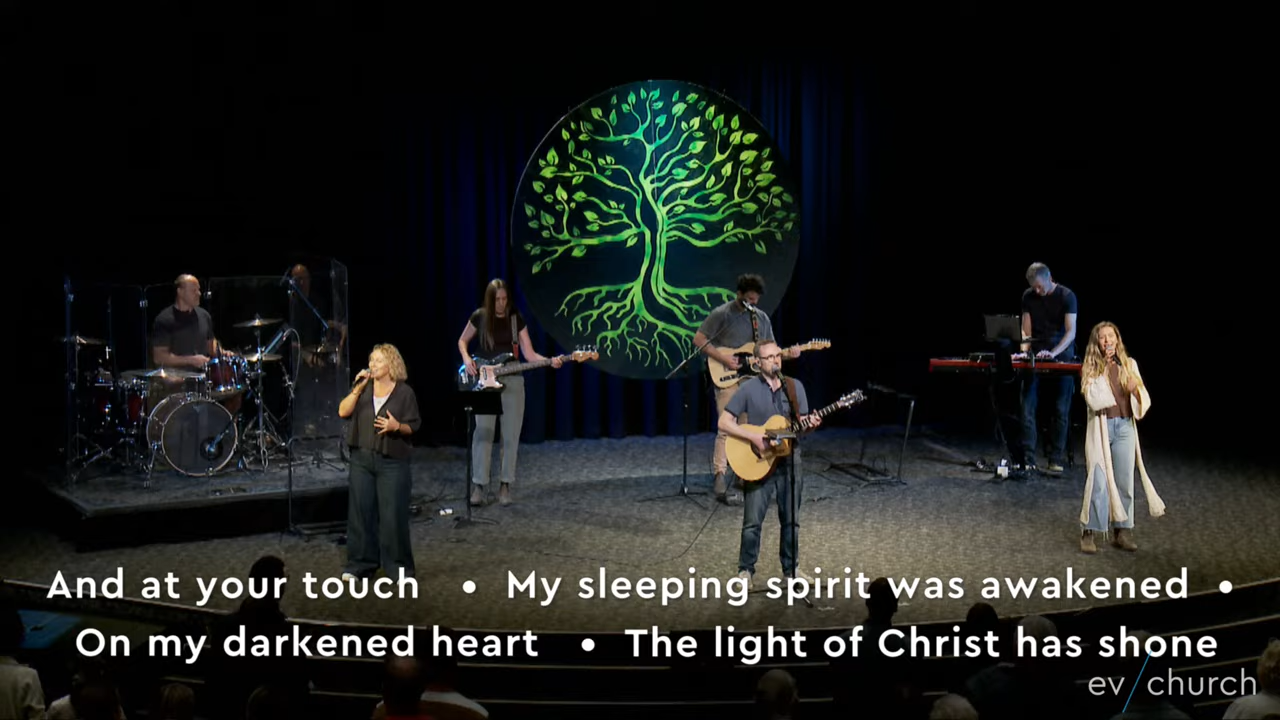 And at your touch • My sleeping spirit was awakened •
On my darkened heart • The light of Christ has shone
ev/church